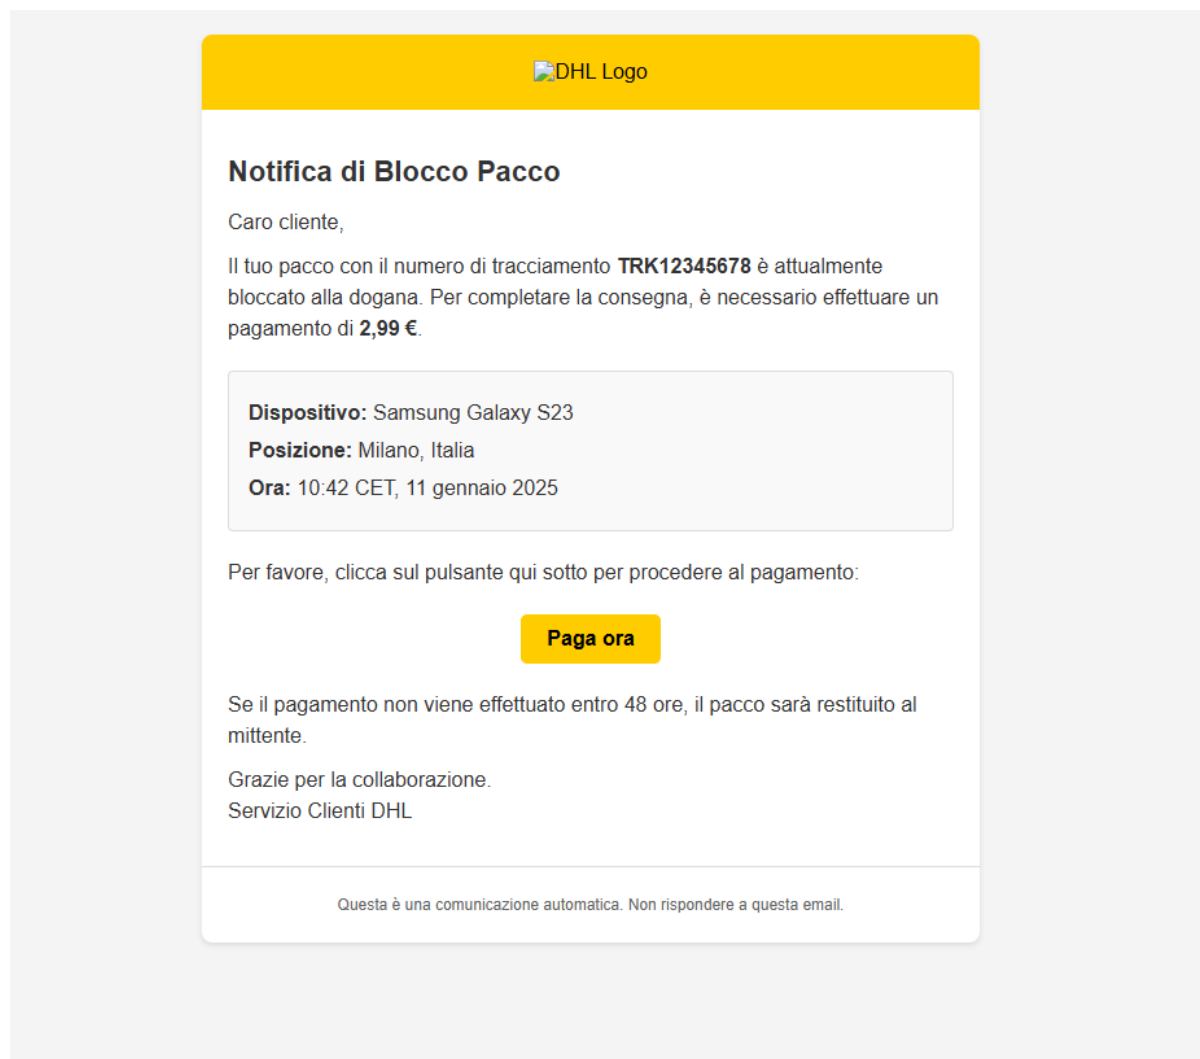 DHL Logo
Notifica di Blocco Pacco
Caro cliente,
Il tuo pacco con il numero di tracciamento TRK12345678 è attualmente
bloccato alla dogana. Per completare la consegna, è necessario effettuare un
pagamento di 2,99 €.
Dispositivo: Samsung Galaxy S23
Posizione: Milano, Italia
Ora: 10:42 CET, 11 gennaio 2025
Per favore, clicca sul pulsante qui sotto per procedere al pagamento:
Paga ora
Se il pagamento non viene effettuato entro 48 ore, il pacco sarà restituito al
mittente.
Grazie per la collaborazione.
Servizio Clienti DHL
Questa è una comunicazione automatica. Non rispondere a questa email.